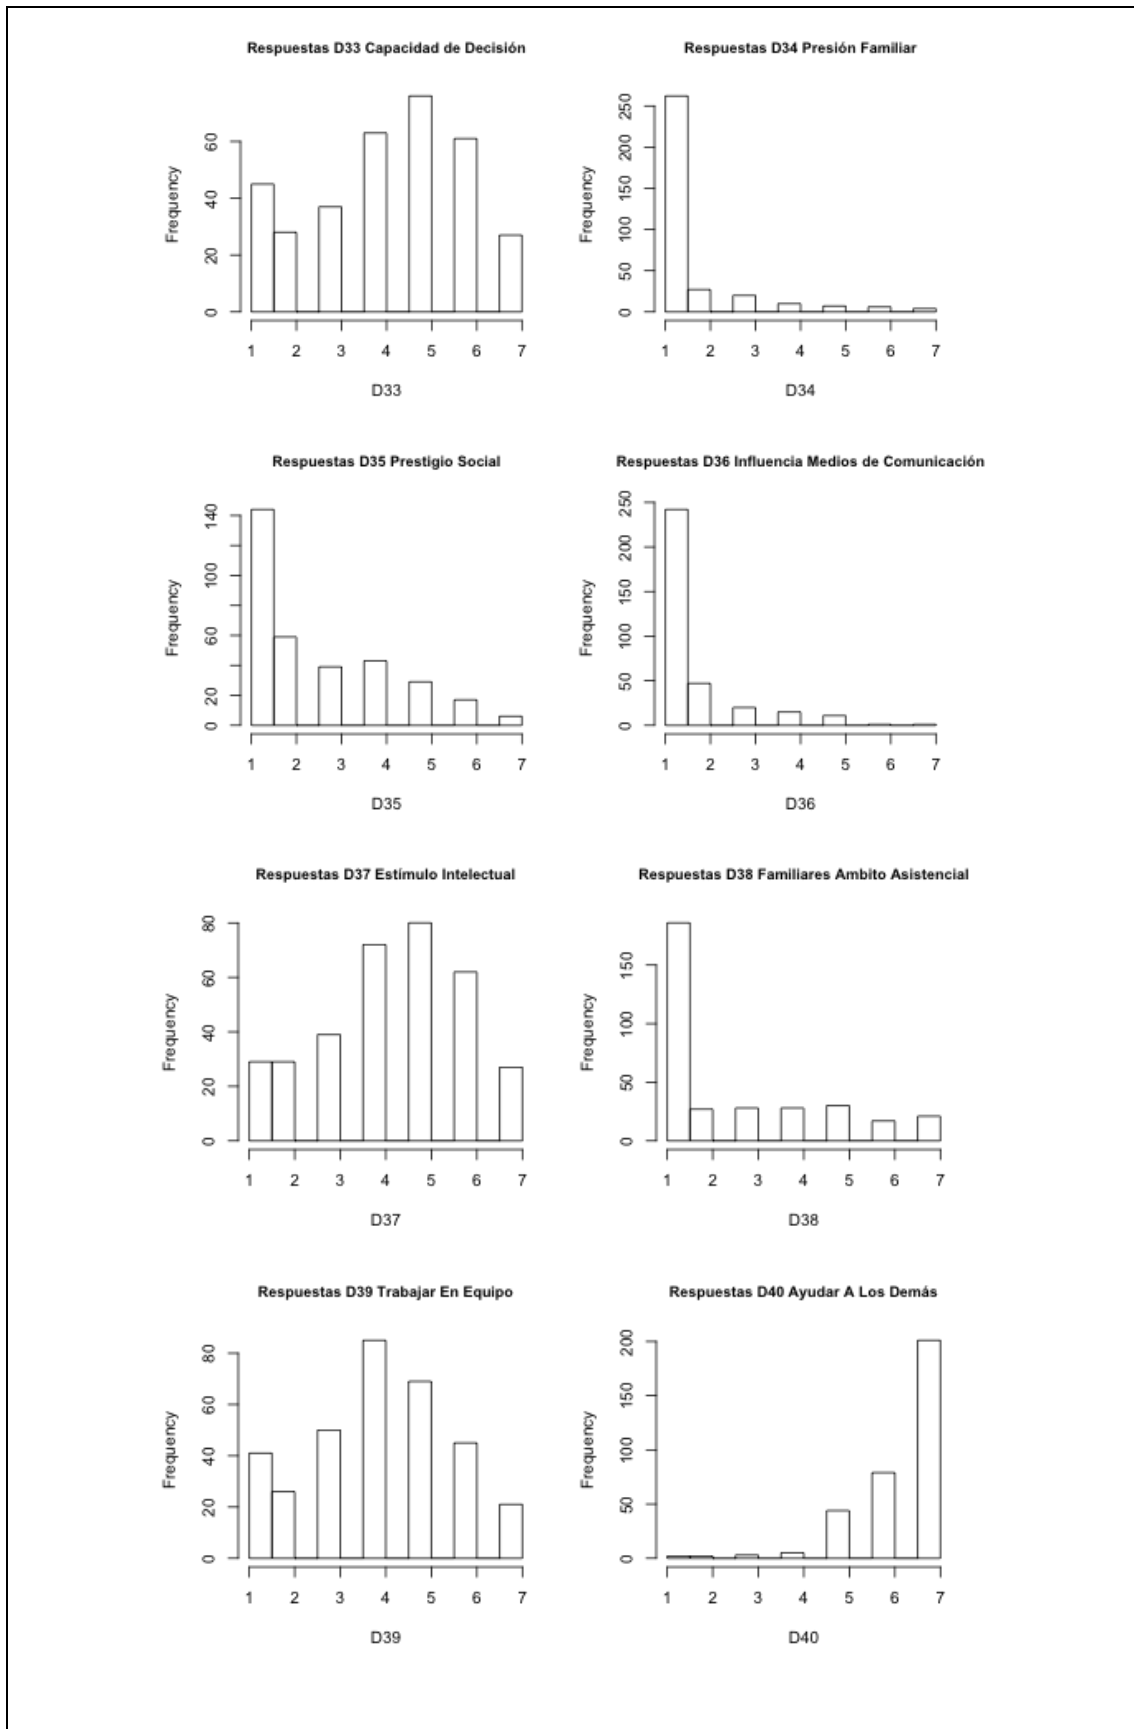 Respuestas D33 Capacidad de Decisión
Frequency
0 20 40 60
1 2 3 4 5 6 7
D33
Respuestas D34 Presión Familiar
Frequency
0 50 100 150 200 250
1 2 3 4 5 6 7
D34
Respuestas D35 Prestigio Social
Frequency
0 20 60 100 140
1 2 3 4 5 6 7
D35
Respuestas D36 Influencia Medios de Comunicación
Frequency
0 50 100 150 200 250
1 2 3 4 5 6 7
D36
Respuestas D37 Estímulo Intelectual
Frequency
0 20 40 60 80
1 2 3 4 5 6 7
D37
Respuestas D38 Familiares Ambito Asistencial
Frequency
0 50 100 150
1 2 3 4 5 6 7
D38
Respuestas D39 Trabajar En Equipo
Frequency
0 20 40 60 80
1 2 3 4 5 6 7
D39
Respuestas D40 Ayudar A Los Demás
Frequency
0 50 100 150 200
1 2 3 4 5 6 7
D40